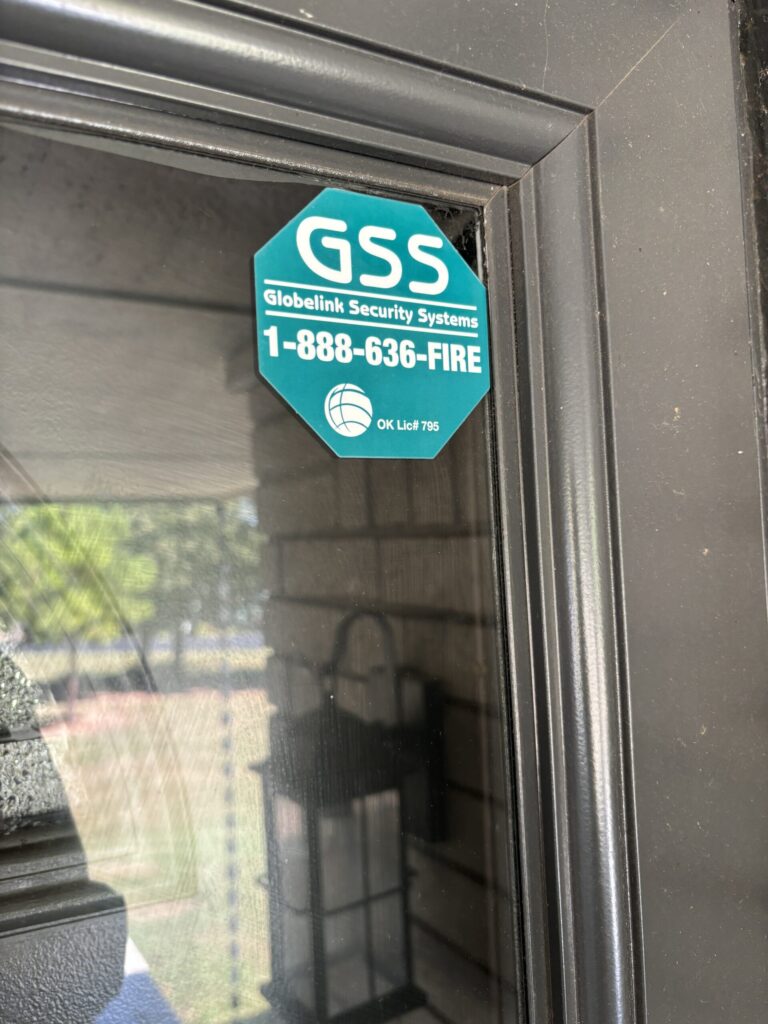 GSS
Globelink Security Systems
1-888-636-FIRE
OK Lic# 795